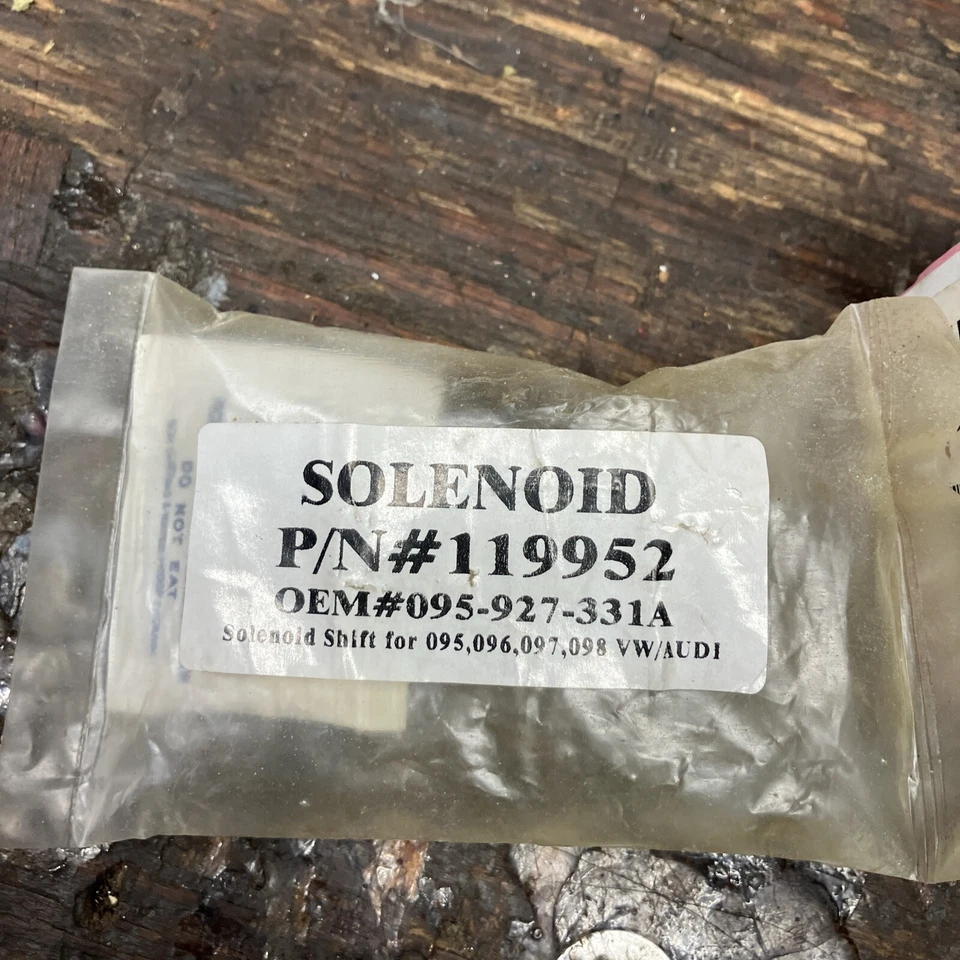 SOLENOID
P/N#119952
OEM#095-927-331A
Solenoid Shift for 095,096,097,098 VW/AUDI
DO NOT EAT